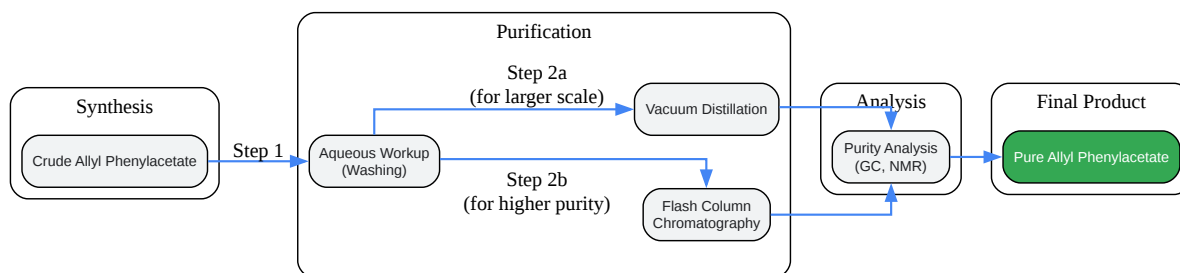 Purification
Synthesis
Crude Allyl Phenylacetate
Step 1
Aqueous Workup
(Washing)
Step 2a
(for larger scale)
Vacuum Distillation
Step 2b
(for higher purity)
Flash Column
Chromatography
Analysis
Purity Analysis
(GC, NMR)
Final Product
Pure Allyl Phenylacetate